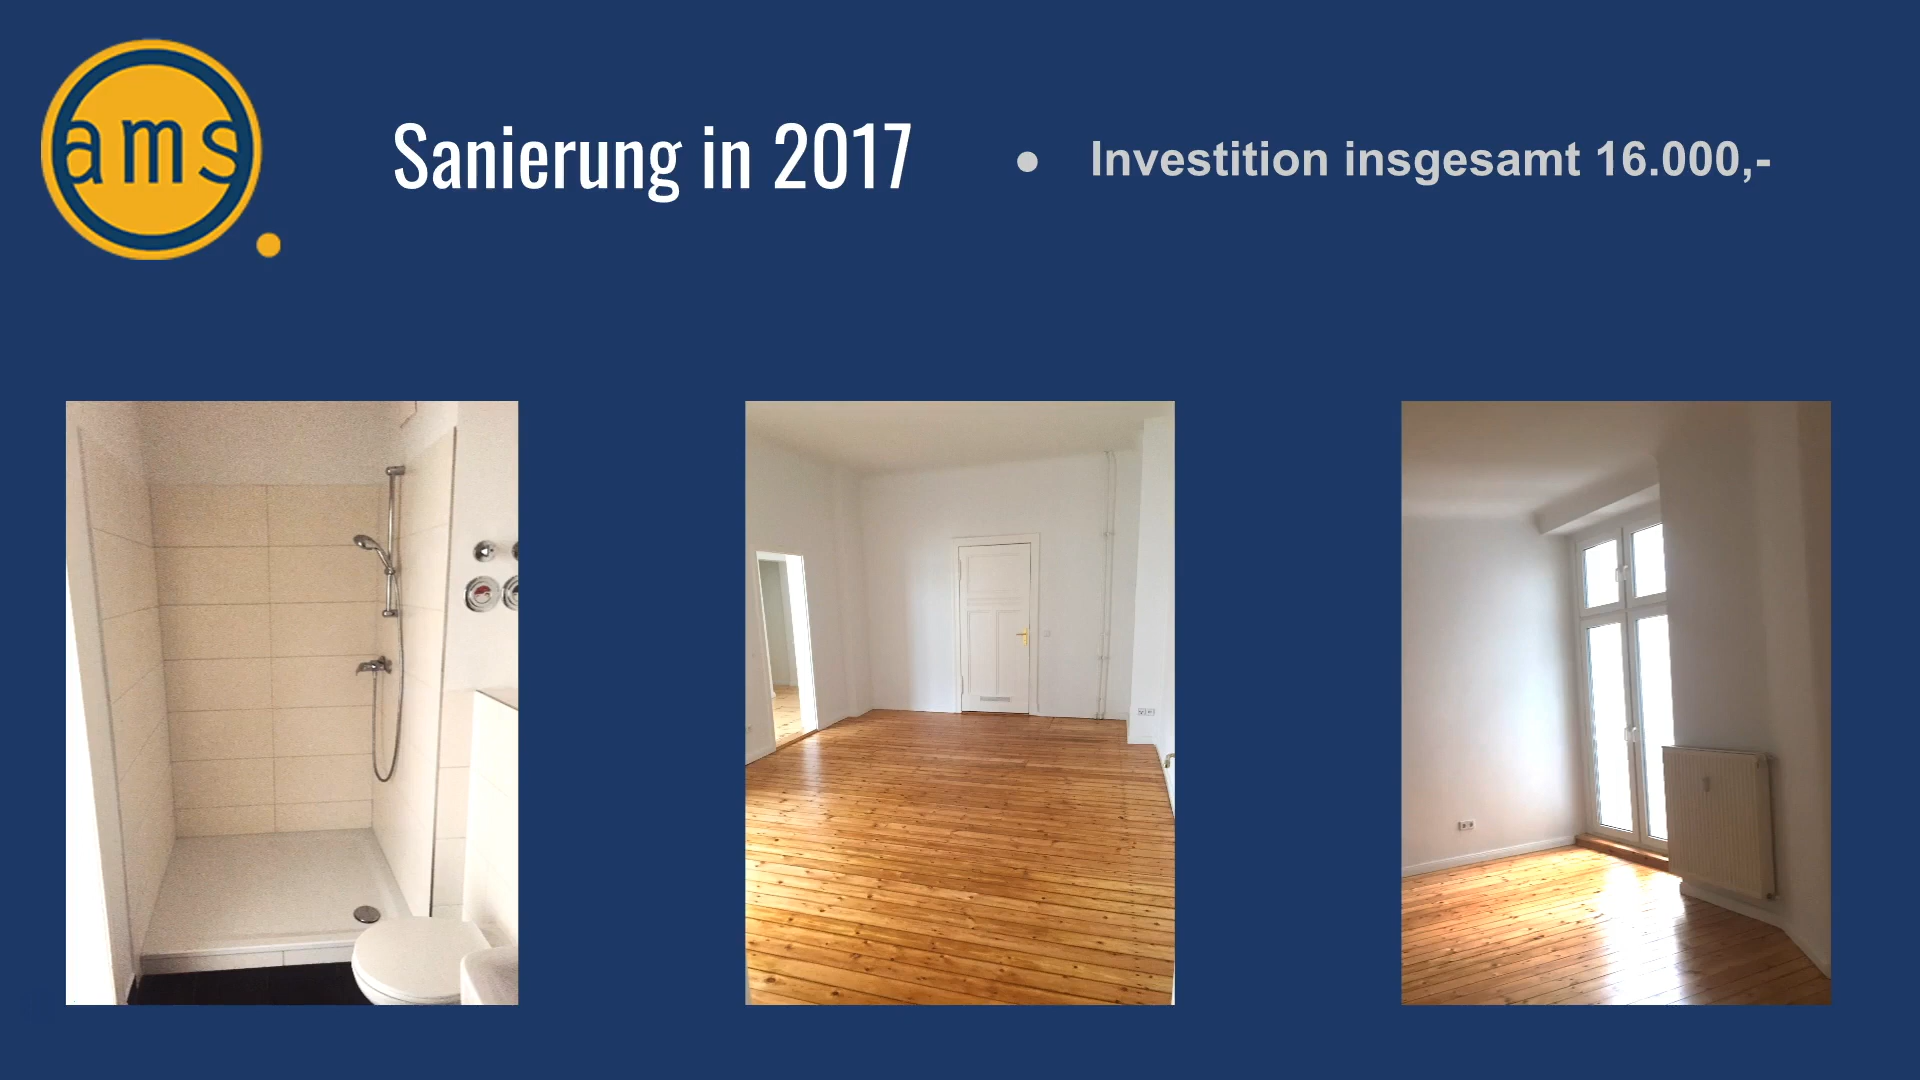 ams
Sanierung in 2017
● Investition insgesamt 16.000,-